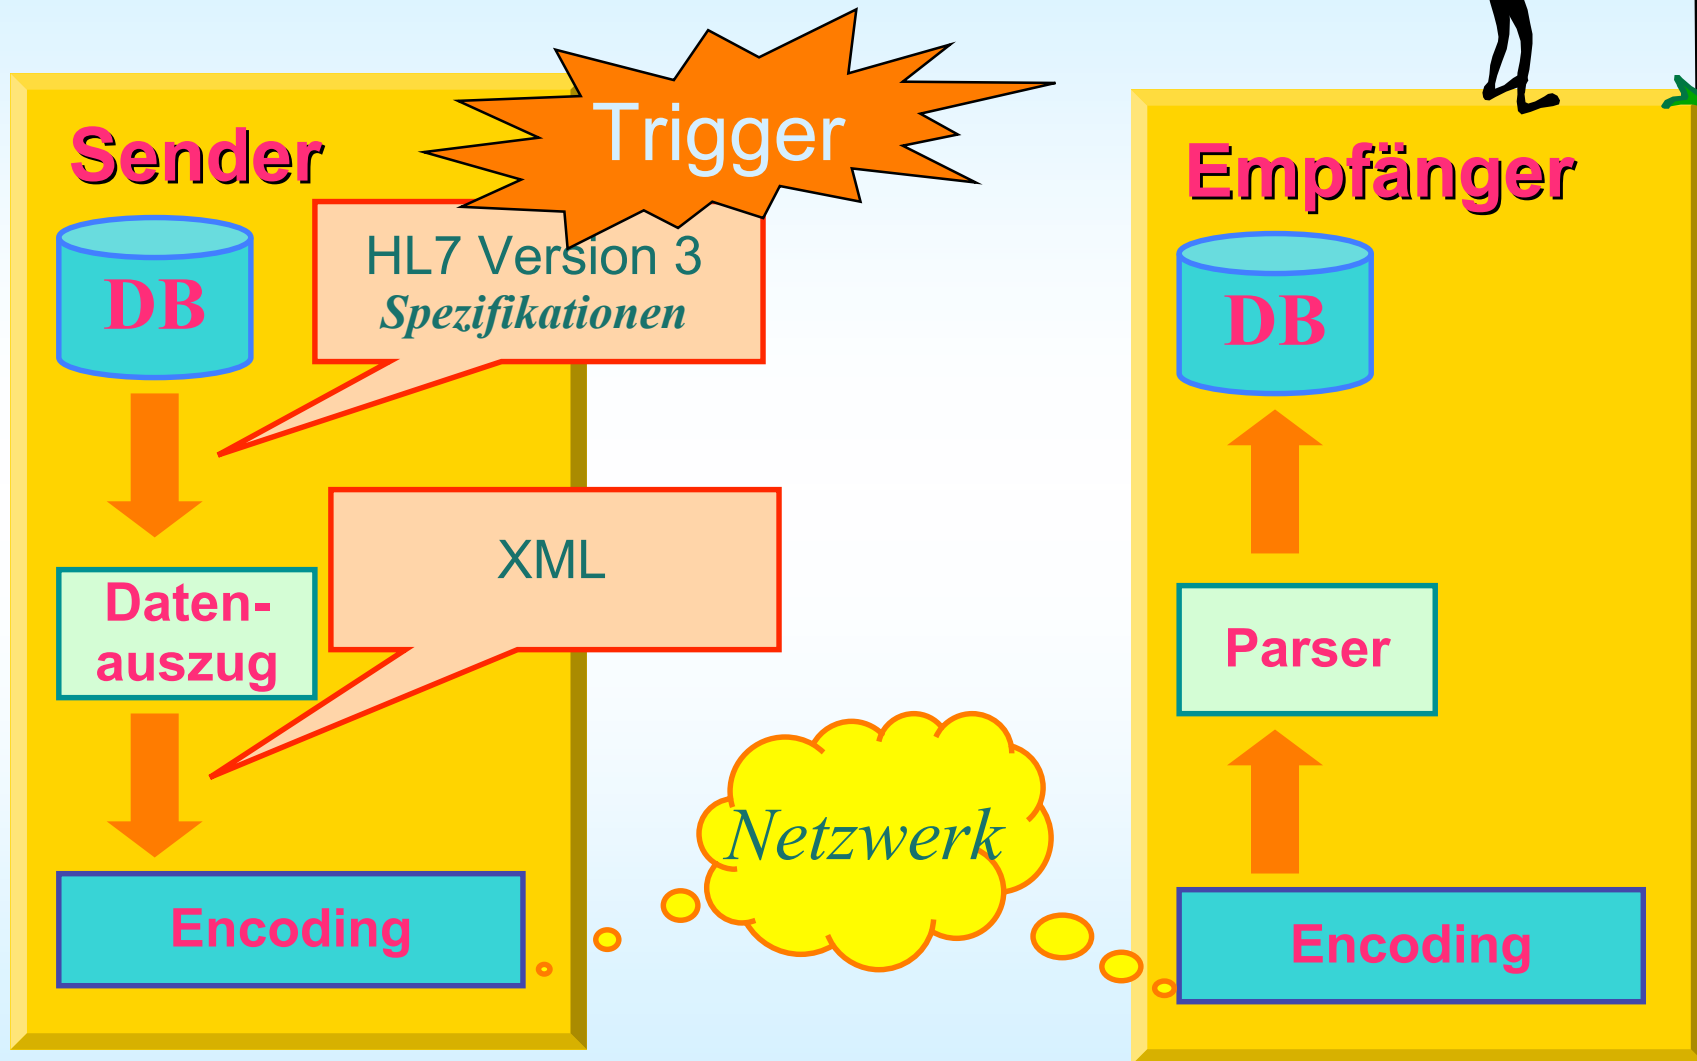 Trigger
Sender
DB
HL7 Version 3
Spezifikationen
Daten-
auszug
XML
Encoding
Netzwerk
Empfänger
DB
Parser
Encoding